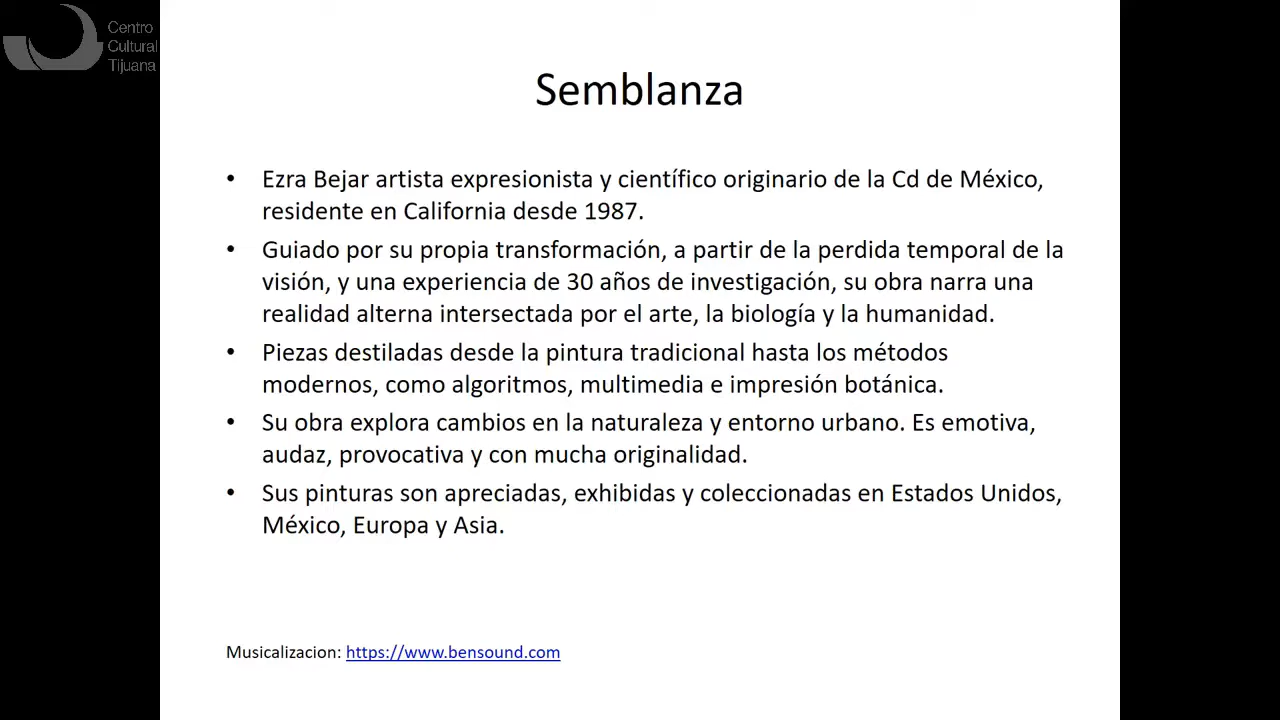 Centro
Cultural
Tijuana
Semblanza
• Ezra Bejar artista expresionista y científico originario de la Cd de México,
residente en California desde 1987.
• Guiado por su propia transformación, a partir de la perdida temporal de la
visión, y una experiencia de 30 años de investigación, su obra narra una
realidad alterna intersectada por el arte, la biología y la humanidad.
• Piezas destiladas desde la pintura tradicional hasta los métodos
modernos, como algoritmos, multimedia e impresión botánica.
• Su obra explora cambios en la naturaleza y entorno urbano. Es emotiva,
audaz, provocativa y con mucha originalidad.
• Sus pinturas son apreciadas, exhibidas y coleccionadas en Estados Unidos,
México, Europa y Asia.
Musicalizacion: https://www.bensound.com